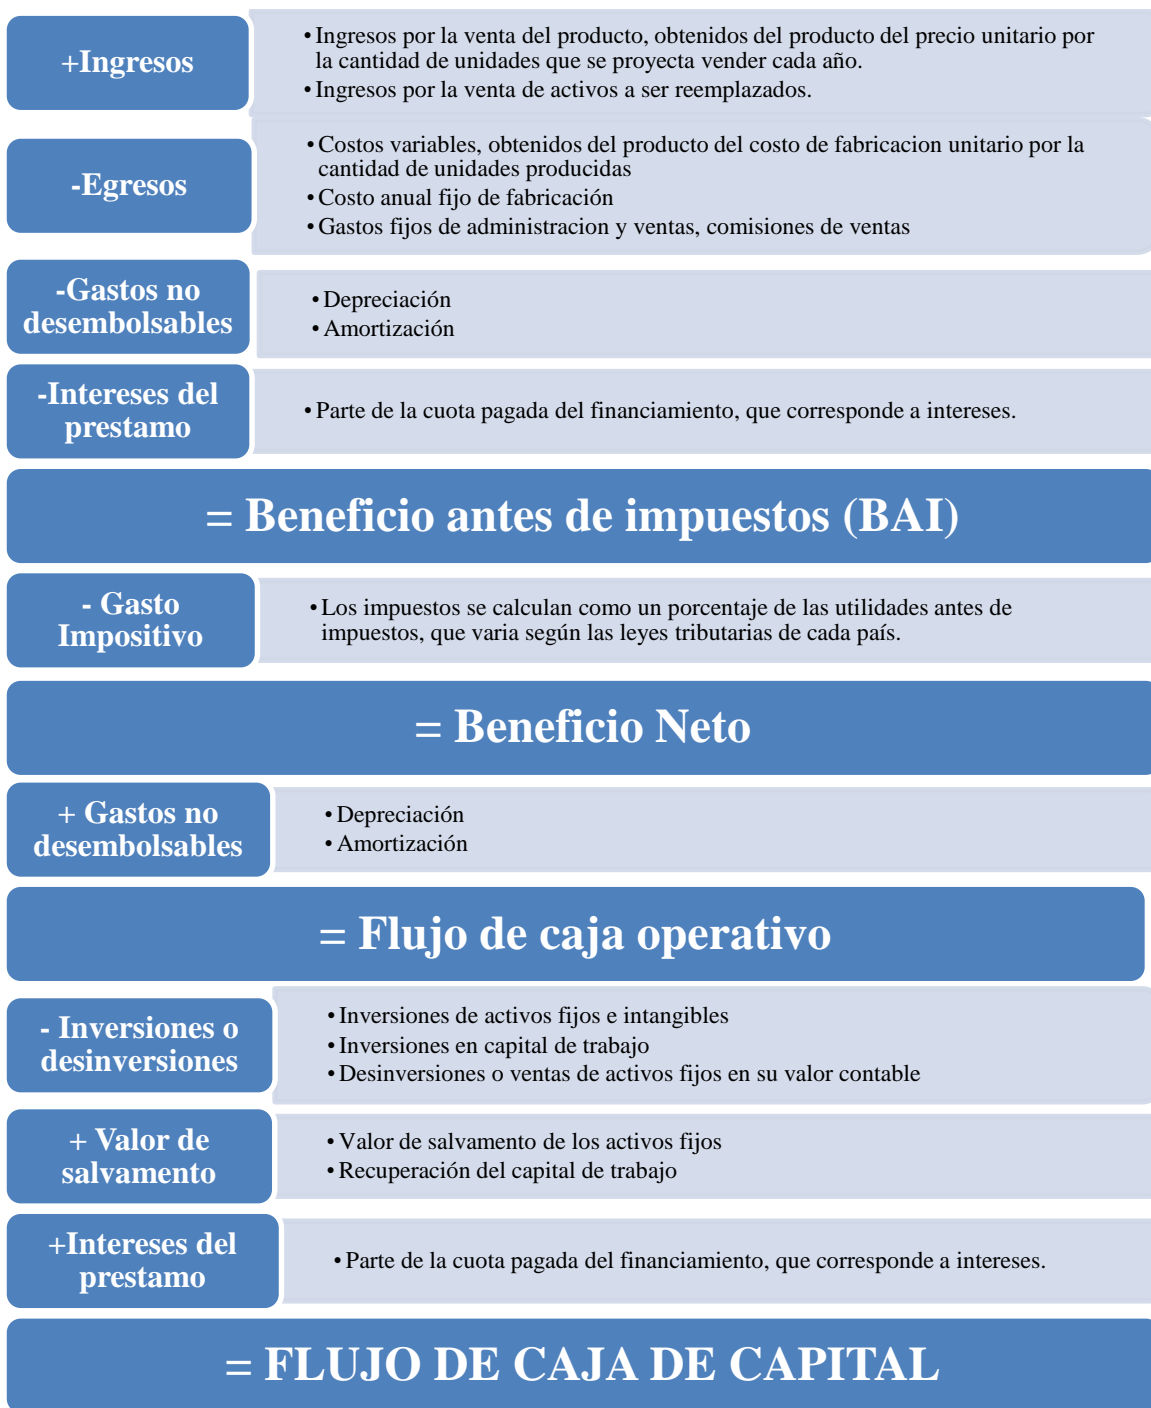 +Ingresos
• Ingresos por la venta del producto, obtenidos del producto del precio unitario por
la cantidad de unidades que se proyecta vender cada año.
• Ingresos por la venta de activos a ser reemplazados.
-Egresos
• Costos variables, obtenidos del producto del costo de fabricacion unitario por la
cantidad de unidades producidas
• Costo anual fijo de fabricación
• Gastos fijos de administracion y ventas, comisiones de ventas
-Gastos no
desembolsables
• Depreciación
• Amortización
-Intereses del
prestamo
• Parte de la cuota pagada del financiamiento, que corresponde a intereses.
= Beneficio antes de impuestos (BAI)
- Gasto
Impositivo
• Los impuestos se calculan como un porcentaje de las utilidades antes de
impuestos, que varia según las leyes tributarias de cada país.
= Beneficio Neto
+ Gastos no
desembolsables
• Depreciación
• Amortización
= Flujo de caja operativo
- Inversiones o
desinversiones
• Inversiones de activos fijos e intangibles
• Inversiones en capital de trabajo
• Desinversiones o ventas de activos fijos en su valor contable
+ Valor de
salvamento
• Valor de salvamento de los activos fijos
• Recuperación del capital de trabajo
+Intereses del
prestamo
• Parte de la cuota pagada del financiamiento, que corresponde a intereses.
= FLUJO DE CAJA DE CAPITAL